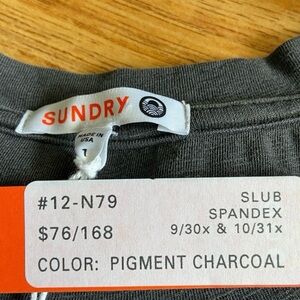 SUNDRY
MADE IN
USA
1
#12-N79 SLUB
SPANDEX
$76/168 9/30x & 10/31x
COLOR: PIGMENT CHARCOAL